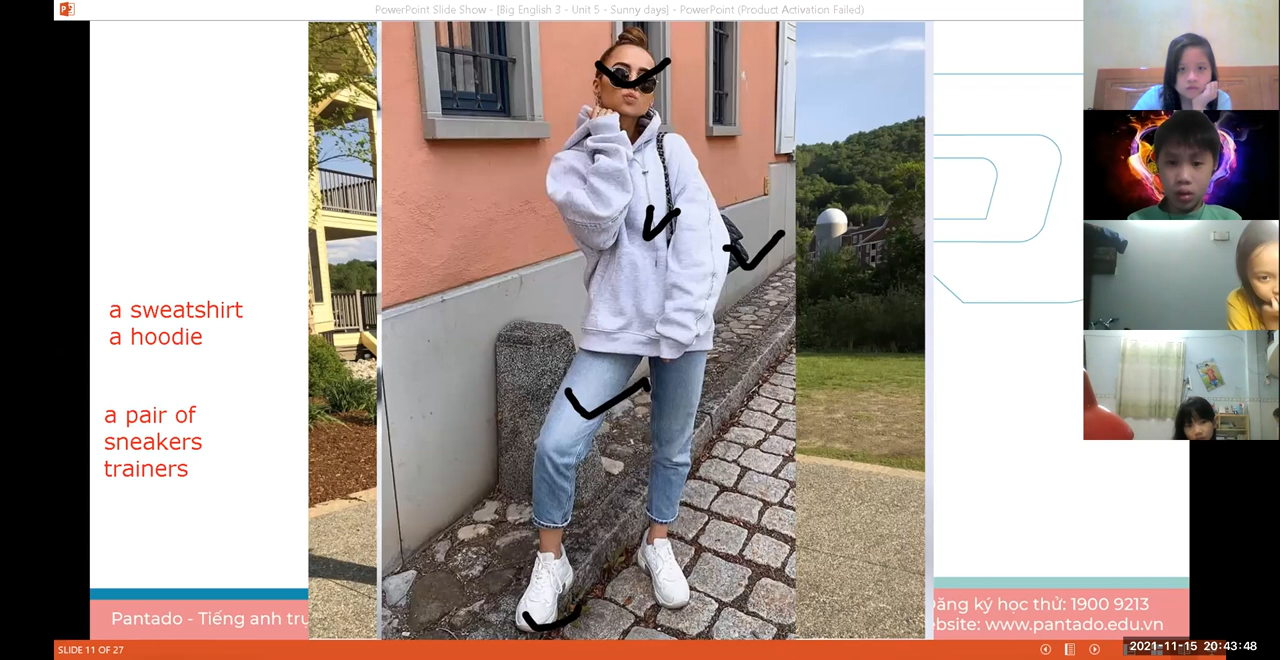 PowerPoint Slide Show - [Big English 3 - Unit 5 - Sunny days] - PowerPoint (Product Activation Failed)
a sweatshirt
a hoodie
a pair of
sneakers
trainers
Pantado - Tiếng anh trự
Đăng ký học thử: 1900 9213
ebsite: www.pantado.edu.vn
SLIDE 11 OF 27
2021-11-15 20:43:48